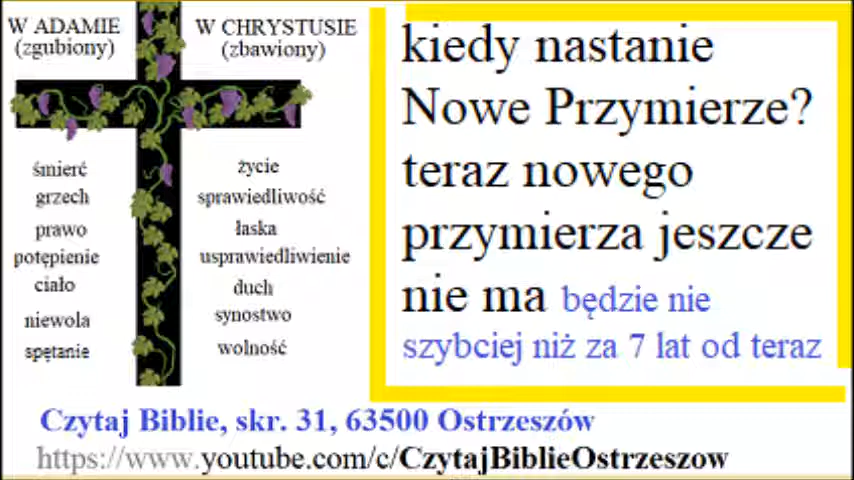 W ADAMIE
(zgubiony)
W CHRYSTUSIE
(zbawiony)
śmierć
grzech
prawo
potępienie
ciało
niewola
spętanie
życie
sprawiedliwość
łaska
usprawiedliwienie
duch
synostwo
wolność
kiedy nastanie
Nowe Przymierze?
teraz nowego
przymierza jeszcze
nie ma będzie nie
szybciej niż za 7 lat od teraz
Czytaj Biblie, skr. 31, 63500 Ostrzeszów
https://www.youtube.com/c/CzytajBiblieOstrzeszow